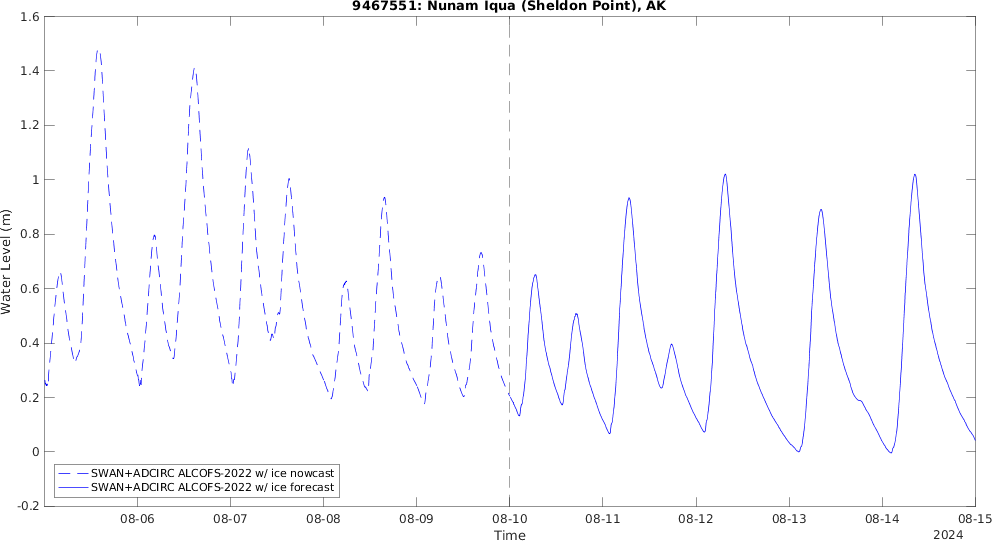 9467551: Nunam Iqua (Sheldon Point), AK
1.6
1.4
1.2
1
0.8
0.6
0.4
0.2
0
-0.2
Water Level (m)
SWAN+ADCIRC ALCOFS-2022 w/ ice nowcast
SWAN+ADCIRC ALCOFS-2022 w/ ice forecast
08-06 08-07 08-08 08-09 08-10 08-11 08-12 08-13 08-14 08-15
Time
2024